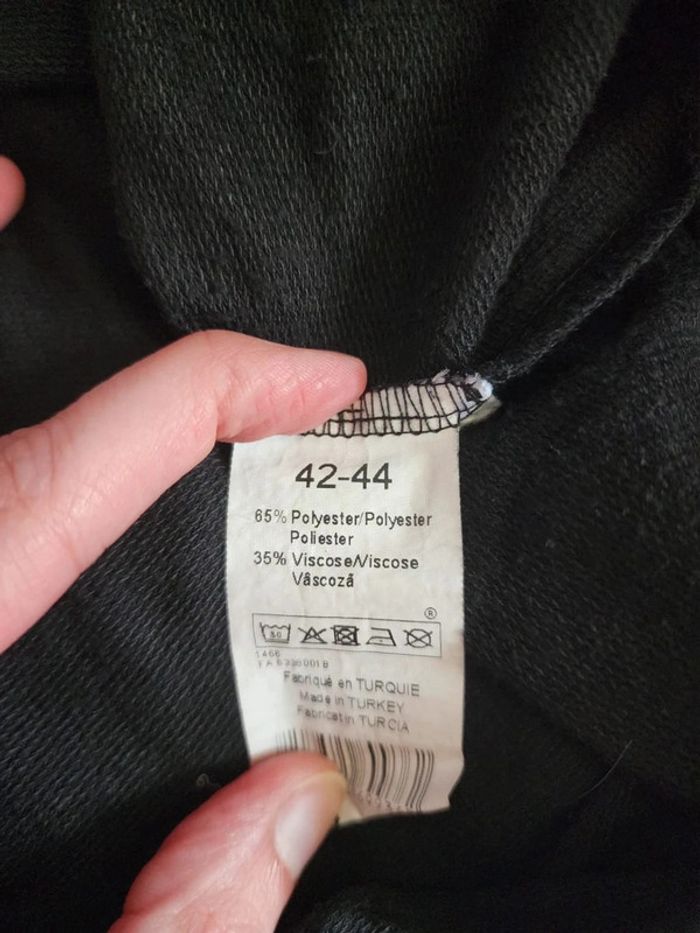 42-44
65% Polyester/Polyester
Poliester
35% Viscose/Viscose
Vâscoză
®
30
1466
Fabriqué en TURQUIE
Made in TURKEY
Fabricat in TURCIA